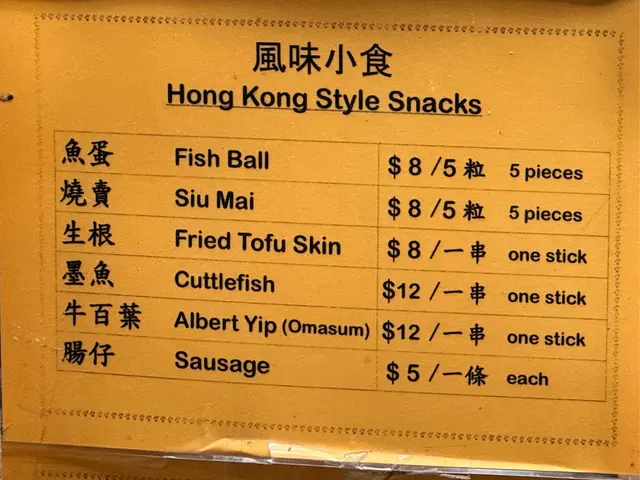 風味小食
Hong Kong Style Snacks
魚蛋 Fish Ball $ 8 /5 粒 5 pieces
燒賣 Siu Mai $ 8 /5 粒 5 pieces
生根 Fried Tofu Skin $ 8 /一串 one stick
墨魚 Cuttlefish $12 /一串 one stick
牛百葉 Albert Yip (Omasum) $12 /一串 one stick
腸仔 Sausage $ 5 /一條 each